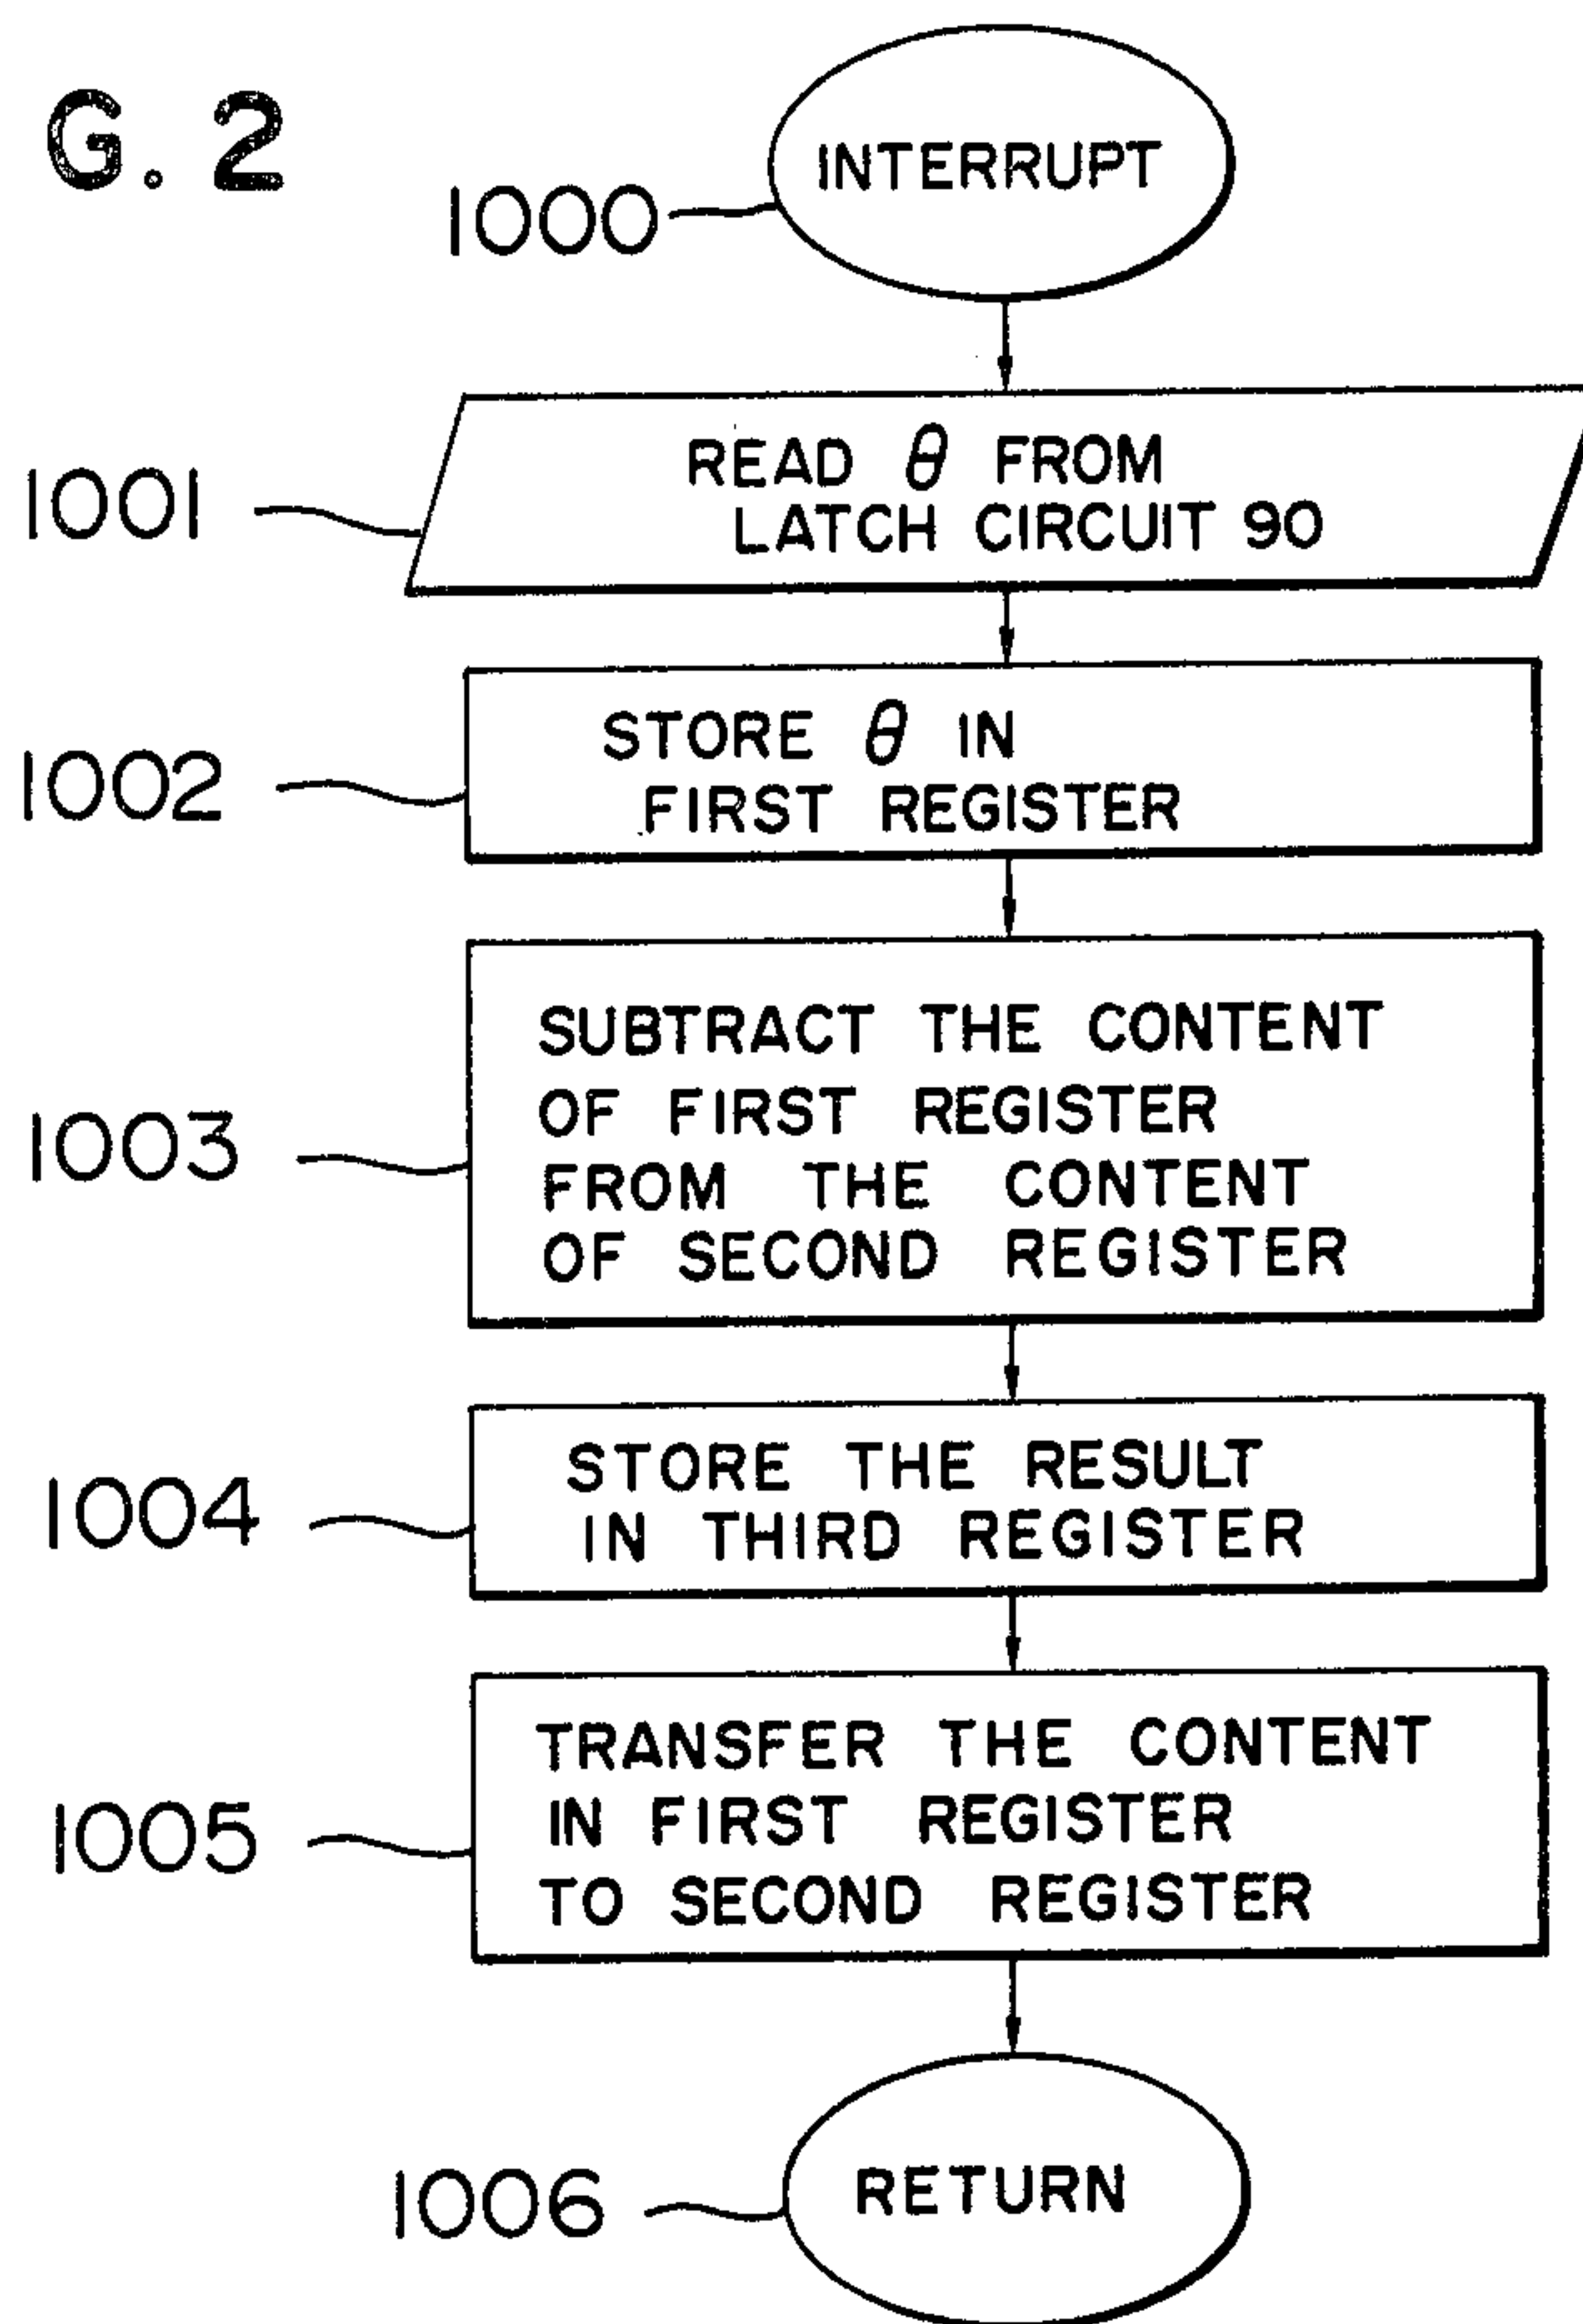 G. 2
INTERRUPT
1000
READ θ FROM
LATCH CIRCUIT 90
1001
STORE θ IN
FIRST REGISTER
1002
SUBTRACT THE CONTENT
OF FIRST REGISTER
FROM THE CONTENT
OF SECOND REGISTER
1003
STORE THE RESULT
IN THIRD REGISTER
1004
TRANSFER THE CONTENT
IN FIRST REGISTER
TO SECOND REGISTER
1005
RETURN
1006